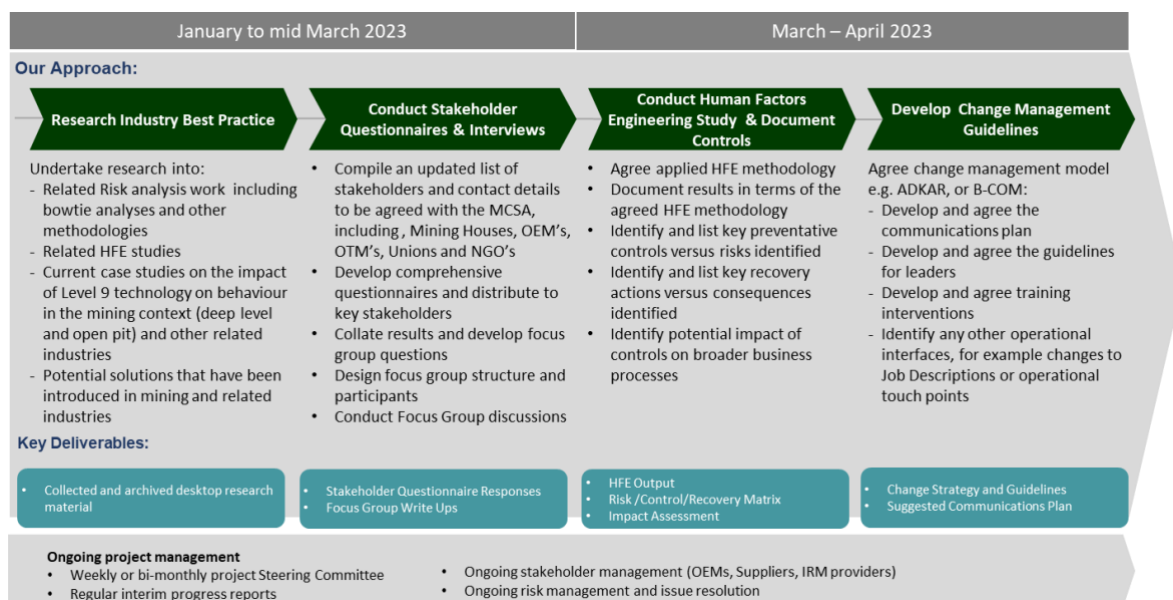 January to mid March 2023
March – April 2023
Our Approach:
Research Industry Best Practice
Conduct Stakeholder
Questionnaires & Interviews
Conduct Human Factors
Engineering Study & Document
Controls
Develop Change Management
Guidelines
Undertake research into:
- Related Risk analysis work including
bowtie analyses and other
methodologies
- Related HFE studies
- Current case studies on the impact
of Level 9 technology on behaviour
in the mining context (deep level
and open pit) and other related
industries
- Potential solutions that have been
introduced in mining and related
industries
• Compile an updated list of
stakeholders and contact details
to be agreed with the MCSA,
including , Mining Houses, OEM's,
OTM's, Unions and NGO's
• Develop comprehensive
questionnaires and distribute to
key stakeholders
• Collate results and develop focus
group questions
• Design focus group structure and
participants
• Conduct Focus Group discussions
• Agree applied HFE methodology
• Document results in terms of the
agreed HFE methodology
• Identify and list key preventative
controls versus risks identified
• Identify and list key recovery
actions versus consequences
identified
• Identify potential impact of
controls on broader business
processes
Agree change management model
e.g. ADKAR, or B-COM:
- Develop and agree the
communications plan
- Develop and agree the guidelines
for leaders
- Develop and agree training
interventions
- Identify any other operational
interfaces, for example changes to
Job Descriptions or operational
touch points
Key Deliverables:
• Collected and archived desktop research
material
• Stakeholder Questionnaire Responses
• Focus Group Write Ups
• HFE Output
• Risk /Control/Recovery Matrix
• Impact Assessment
• Change Strategy and Guidelines
• Suggested Communications Plan
Ongoing project management
• Weekly or bi-monthly project Steering Committee
• Regular interim progress reports
• Ongoing stakeholder management (OEMs, Suppliers, IRM providers)
• Ongoing risk management and issue resolution